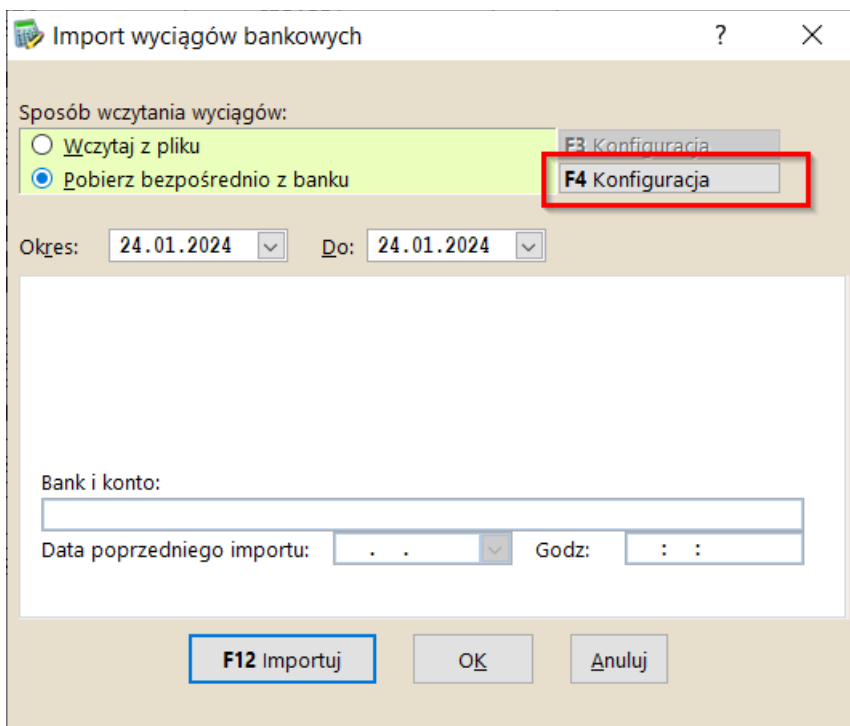 Import wyciągów bankowych ?
Sposób wczytania wyciągów:
Wczytaj z pliku F3 Konfiguracja
Pobierz bezpośrednio z banku F4 Konfiguracja
Okres: 24.01.2024 Do: 24.01.2024
Bank i konto:
Data poprzedniego importu: . . Godz: : :
F12 Importuj OK Anuluj